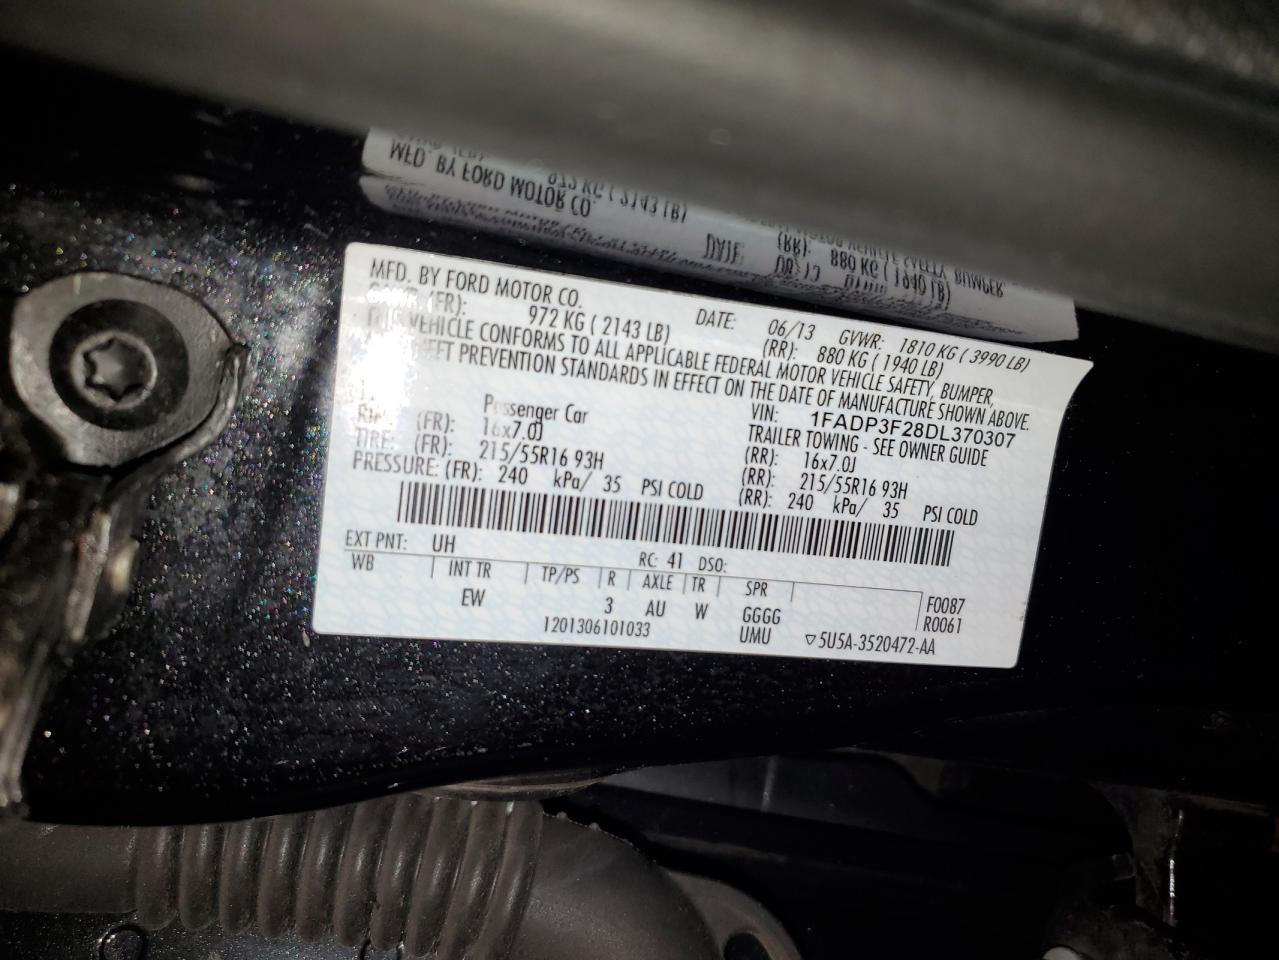 MFD. BY FORD MOTOR CO. DATE: 06/13 GVWR: 1810 KG ( 3990 LB)
GAWR (FR): 972 KG ( 2143 LB) (RR): 880 KG ( 1940 LB)
THIS VEHICLE CONFORMS TO ALL APPLICABLE FEDERAL MOTOR VEHICLE SAFETY, BUMPER,
THEFT PREVENTION STANDARDS IN EFFECT ON THE DATE OF MANUFACTURE SHOWN ABOVE.
VIN: 1FADP3F28DL370307
Passenger Car TRAILER TOWING - SEE OWNER GUIDE
RIM: (FR): 16x7.0J (RR): 16x7.0J
TIRE: (FR): 215/55R16 93H (RR): 215/55R16 93H
PRESSURE: (FR): 240 kPa/ 35 PSI COLD (RR): 240 kPa/ 35 PSI COLD
EXT PNT: UH RC: 41 DSO:
WB INT TR TP/PS R AXLE TR SPR F0087
EW 3 AU W GGGG R0061
1201306101033 UMU ▽5U5A-3520472-AA